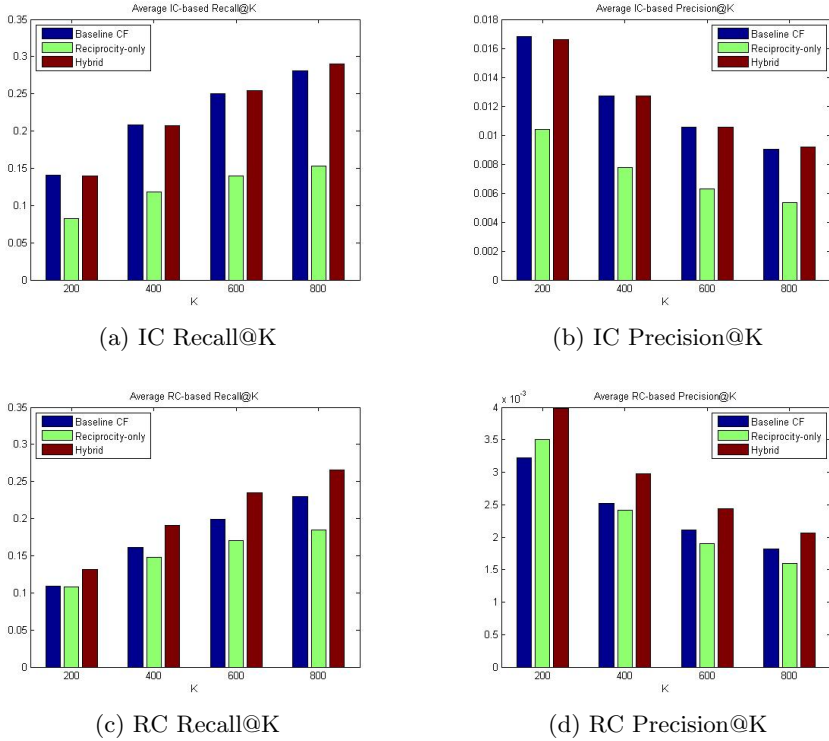 Average IC-based Recall@K
0.35
0.3
0.25
0.2
0.15
0.1
0.05
0
Baseline CF
Reciprocity-only
Hybrid
200 400 600 800
K
(a) IC Recall@K
Average IC-based Precision@K
0.018
0.016
0.014
0.012
0.01
0.008
0.006
0.004
0.002
0
Baseline CF
Reciprocity-only
Hybrid
200 400 600 800
K
(b) IC Precision@K
Average RC-based Recall@K
0.35
0.3
0.25
0.2
0.15
0.1
0.05
0
Baseline CF
Reciprocity-only
Hybrid
200 400 600 800
K
(c) RC Recall@K
Average RC-based Precision@K
x 10⁻³
4
3.5
3
2.5
2
1.5
1
0.5
0
Baseline CF
Reciprocity-only
Hybrid
200 400 600 800
K
(d) RC Precision@K